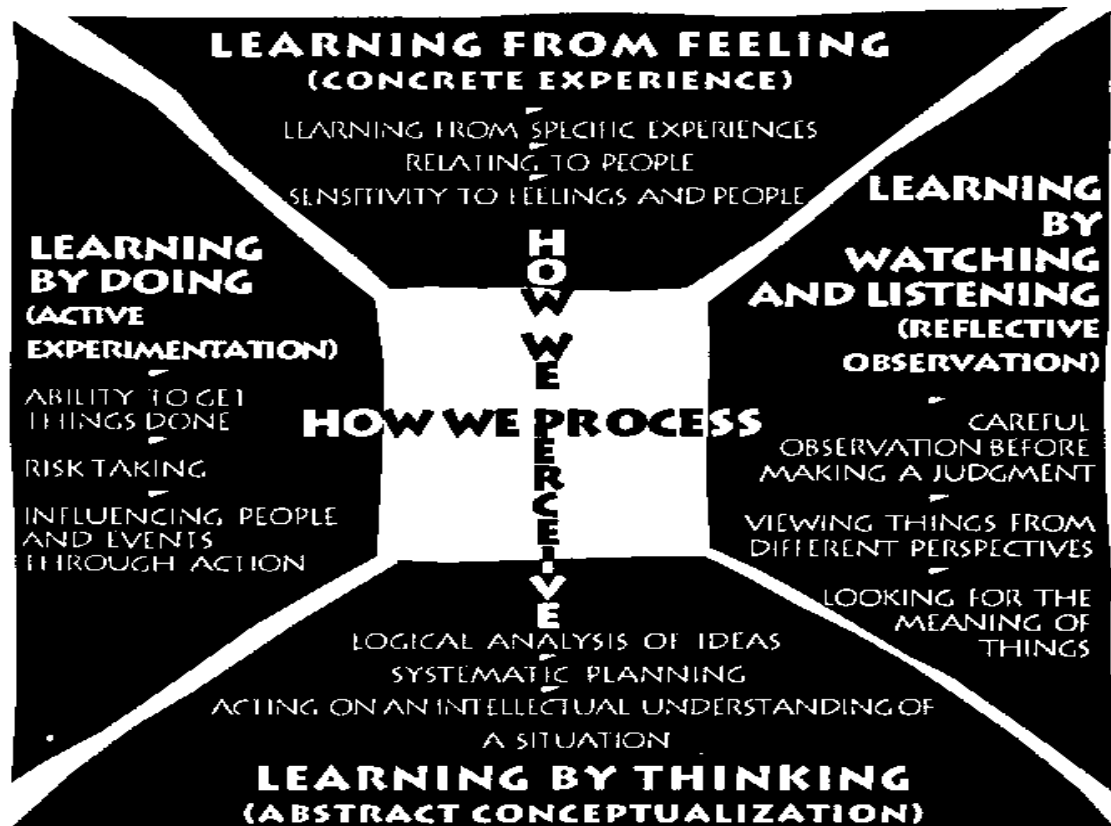 LEARNING FROM FEELING
(CONCRETE EXPERIENCE)
LEARNING FROM SPECIFIC EXPERIENCES
RELATING TO PEOPLE
SENSITIVITY TO FEELINGS AND PEOPLE
LEARNING
BY DOING
(ACTIVE
EXPERIMENTATION)
ABILITY TO GET
THINGS DONE
RISK TAKING
INFLUENCING PEOPLE
AND EVENTS
THROUGH ACTION
HOW WE PERCEIVE
HOW WE PROCESS
LEARNING
BY
WATCHING
AND LISTENING
(REFLECTIVE
OBSERVATION)
CAREFUL
OBSERVATION BEFORE
MAKING A JUDGMENT
VIEWING THINGS FROM
DIFFERENT PERSPECTIVES
LOOKING FOR THE
MEANING OF
THINGS
LOGICAL ANALYSIS OF IDEAS
SYSTEMATIC PLANNING
ACTING ON AN INTELLECTUAL UNDERSTANDING OF
A SITUATION
LEARNING BY THINKING
(ABSTRACT CONCEPTUALIZATION)